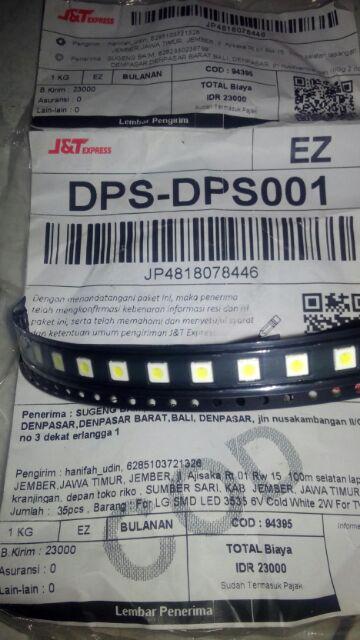 J&T EXPRESS
JP4818078446
Pengirim : hanifah_udin, 6285103721326
JEMBER,JAWA TIMUR, JEMBER, jl. Ajisaka Rt 01 Rw 15
Penerima : SUGENG
DENPASAR,DENPASAR BARAT,BALI, DENPASAR,
1 KG EZ BULANAN COD : 94395
B. Kirim : 23000
Asuransi : 0
Lain-lain : 0
TOTAL Biaya
IDR 23000
Sudah Termasuk Pajak
Lembar Pengirim
J&T EXPRESS
EZ
DPS-DPS001
JP4818078446
Dengan menandatangani paket ini, maka penerima
telah mengkonfirmasi kebenaran informasi resi dan isi
paket ini, serta telah memahami dan menyetujui syarat
dan ketentuan umum pengiriman J&T Express
Penerima : SUGENG
DENPASAR,DENPASAR BARAT,BALI, DENPASAR, jln nusakambangan
no 3 dekat erlangga 1
COD
Pengirim : hanifah_udin, 6285103721326
JEMBER,JAWA TIMUR, JEMBER, jl. Ajisaka Rt 01 Rw 15 100m selatan lap
kranjingan. depan toko riko , SUMBER SARI, KAB. JEMBER, JAWA TIMUR
Jumlah : 35pcs , Barang : For LG SMD LED 3535 6V Cold White 2W For TV
1 KG EZ BULANAN COD : 94395
B. Kirim : 23000
Asuransi : 0
Lain-lain : 0
TOTAL Biaya
IDR 23000
Sudah Termasuk Pajak
Lembar Penerima